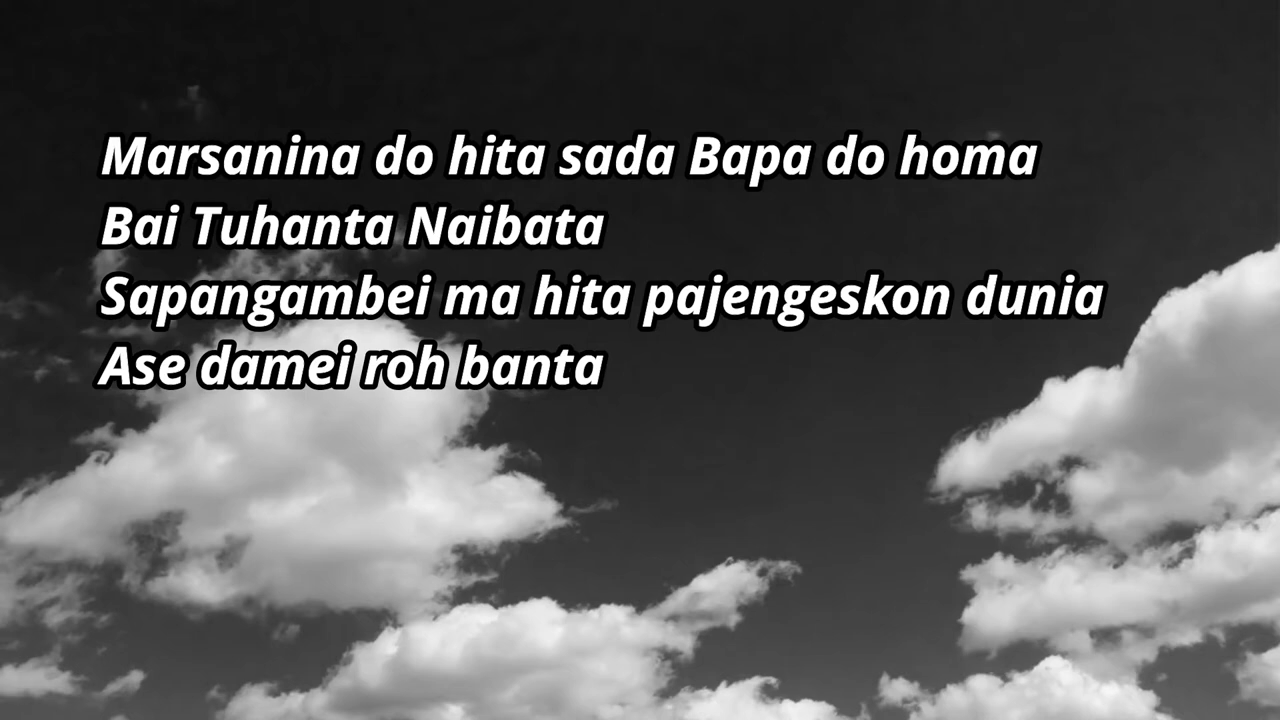 Marsanina do hita sada Bapa do homa
Bai Tuhanta Naibata
Sapangambei ma hita pajengeskon dunia
Ase damei roh banta